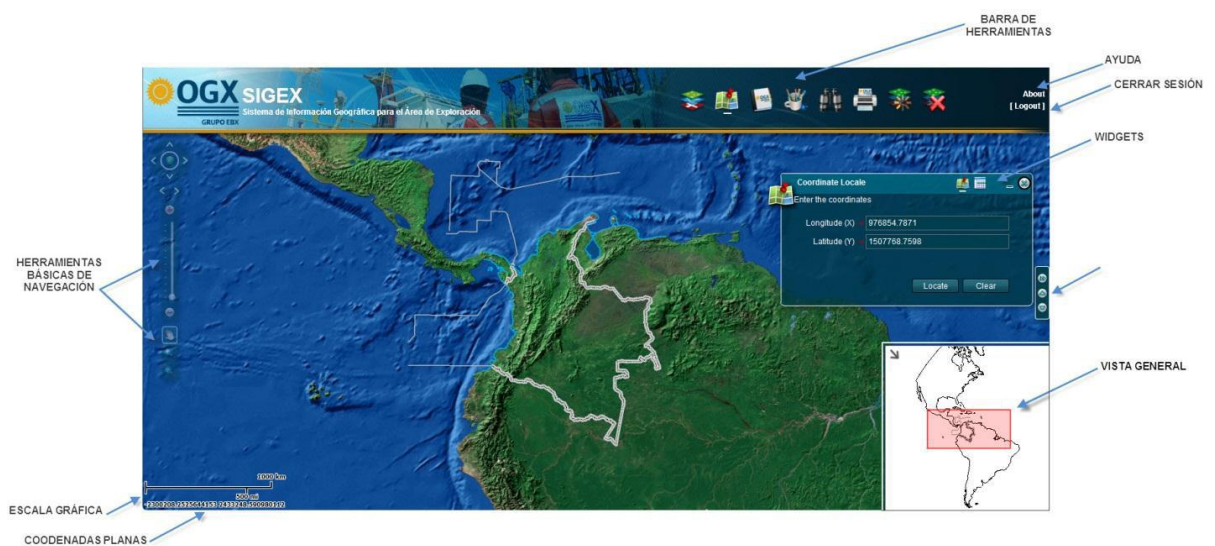 BARRA DE
HERRAMIENTAS
AYUDA
CERRAR SESIÓN
OGX SIGEX
Sistema de Información Geográfica para el Área de Exploración
GRUPO EBX
About
[ Logout ]
WIDGETS
Coordinate Locale
Enter the coordinates
Longitude (X)
976854.7871
Latitude (Y)
1507768.7598
Locate
Clear
HERRAMIENTAS
BÁSICAS DE
NAVEGACIÓN
VISTA GENERAL
1000 km
500 mi
ESCALA GRÁFICA
COODENADAS PLANAS